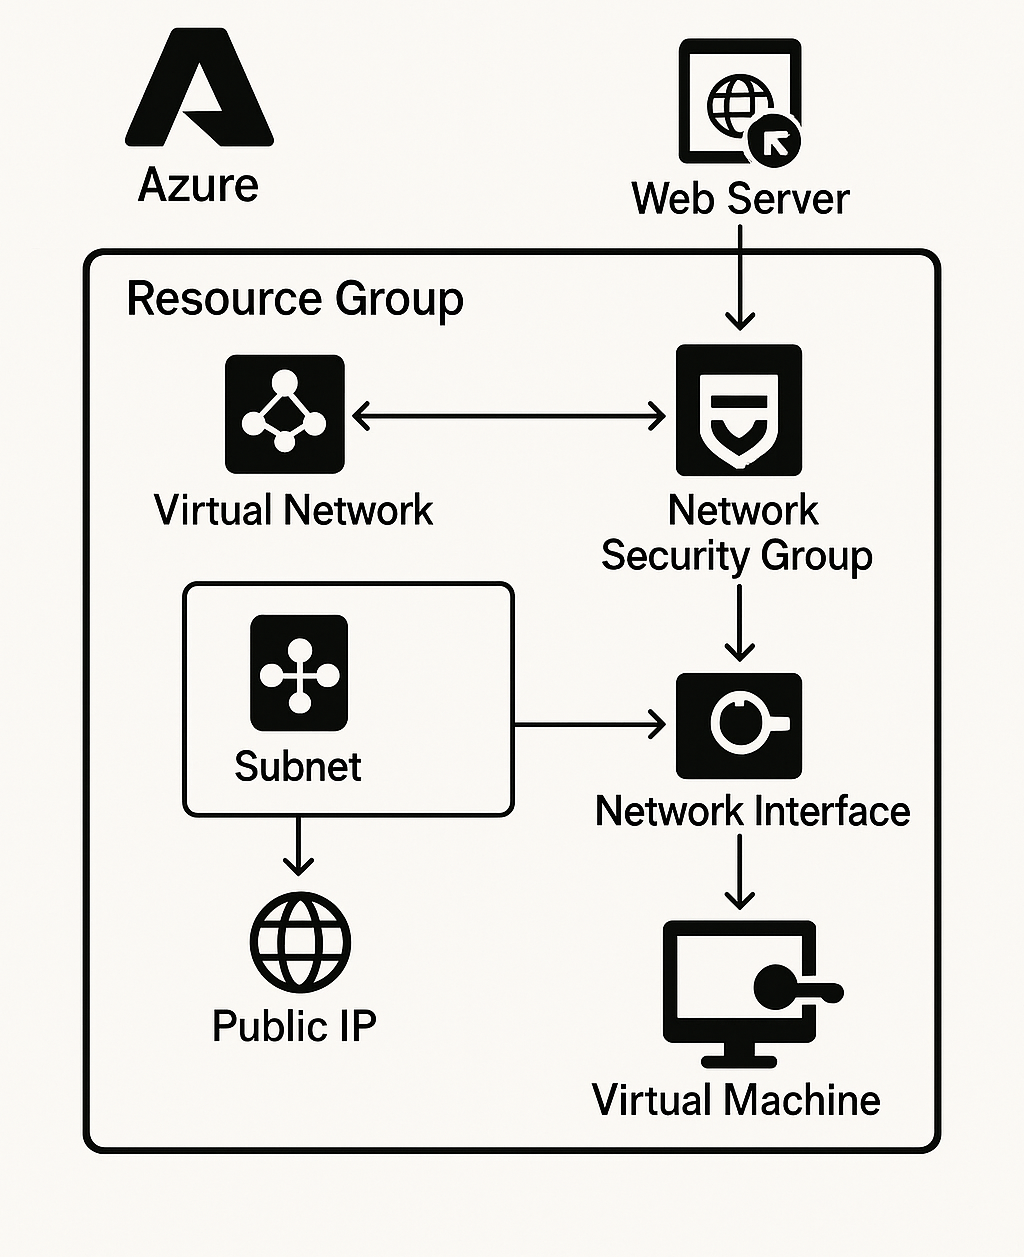 Azure
Web Server
Resource Group
Virtual Network
Network
Security Group
Subnet
Network Interface
Public IP
Virtual Machine